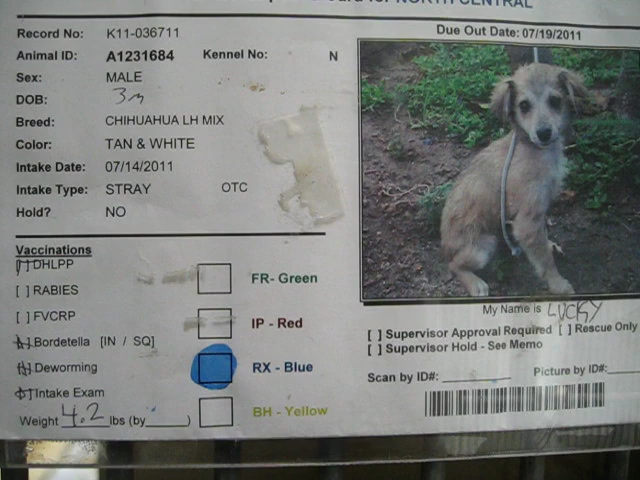 NORTH CENTRAL
Record No: K11-036711
Animal ID: A1231684 Kennel No: N
Sex: MALE
DOB: 3m
Breed: CHIHUAHUA LH MIX
Color: TAN & WHITE
Intake Date: 07/14/2011
Intake Type: STRAY OTC
Hold? NO
Due Out Date: 07/19/2011
Vaccinations
[ ] DHLPP
[ ] RABIES
[ ] FVCRP
[ ] Bordetella [IN / SQ]
[ ] Deworming
[ ] Intake Exam
Weight 4.2 lbs (by______)
FR- Green
IP - Red
RX - Blue
BH - Yellow
My Name is LUCKY
[ ] Supervisor Approval Required [ ] Rescue Only
[ ] Supervisor Hold - See Memo
Scan by ID#: ________ Picture by ID#: